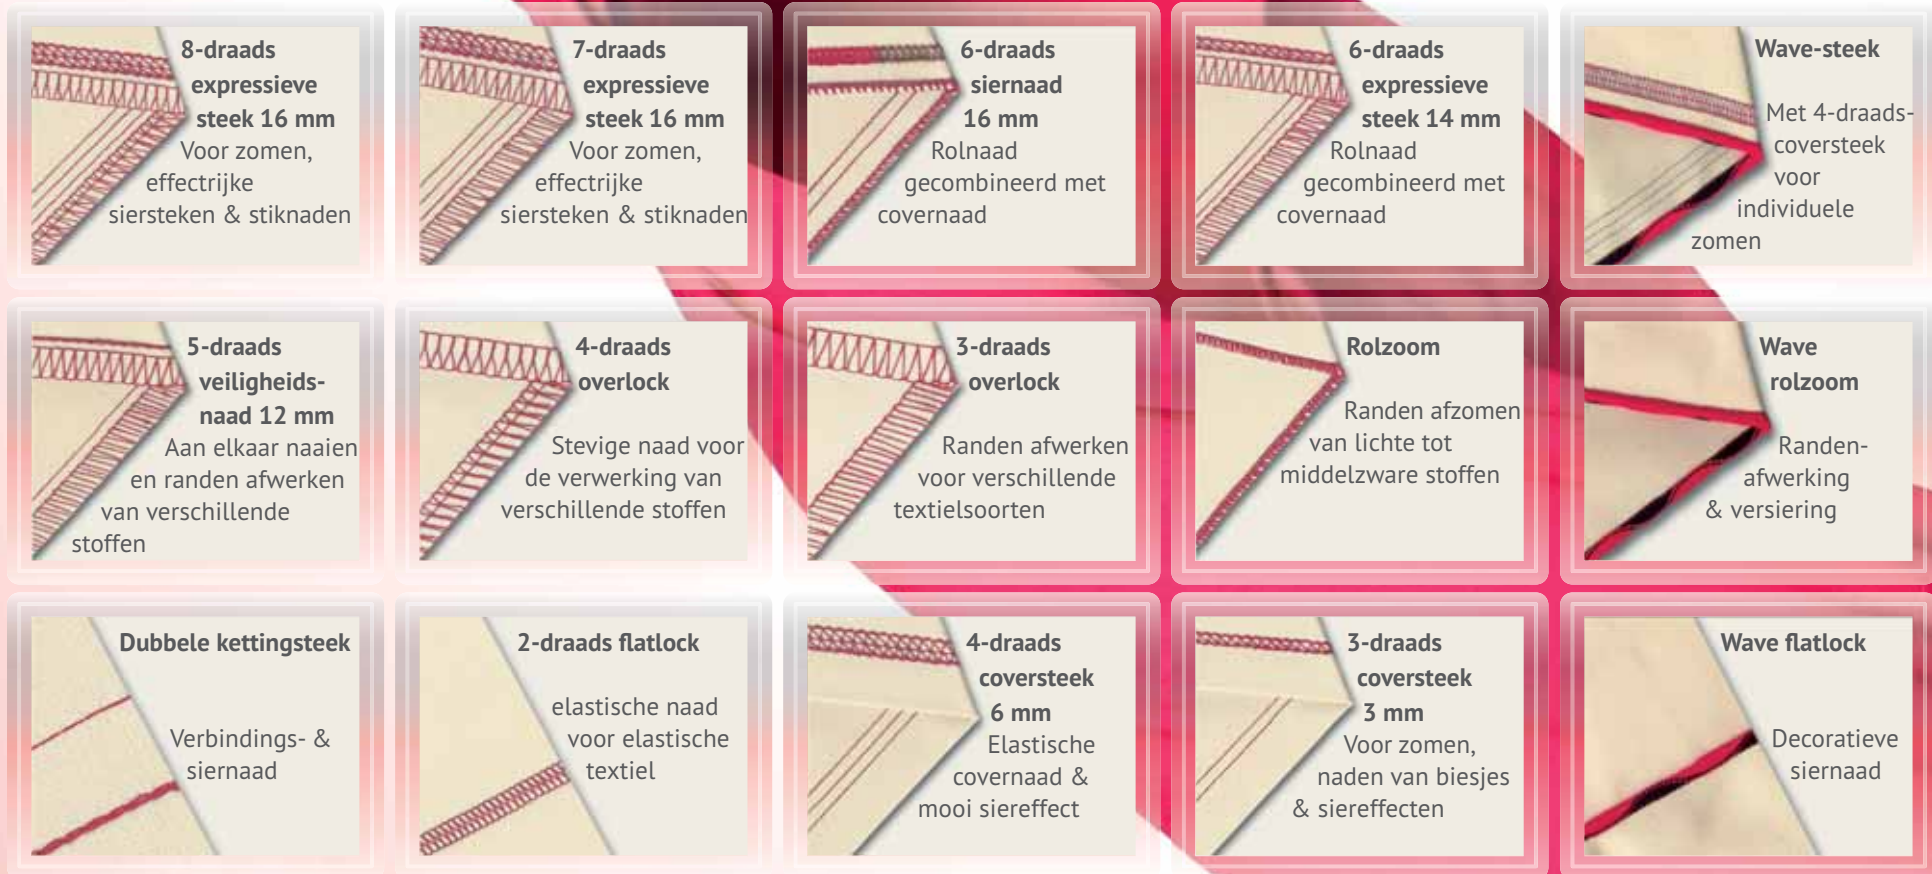 8-draads
expressieve
steek 16 mm
Voor zomen,
effectrijke
siersteken & stiknaden
7-draads
expressieve
steek 16 mm
Voor zomen,
effectrijke
siersteken & stiknaden
6-draads
siernaad
16 mm
Rolnaad
gecombineerd met
covernaad
6-draads
expressieve
steek 14 mm
Rolnaad
gecombineerd met
covernaad
Wave-steek
Met 4-draads-
coversteek
voor
individuele
zomen
5-draads
veiligheids-
naad 12 mm
Aan elkaar naaien
en randen afwerken
van verschillende
stoffen
4-draads
overlock
Stevige naad voor
de verwerking van
verschillende stoffen
3-draads
overlock
Randen afwerken
voor verschillende
textielsoorten
Rolzoom
Randen afzomen
van lichte tot
middelzware stoffen
Wave
rolzoom
Randen-
afwerking
& versiering
Dubbele kettingsteek
Verbindings- &
siernaad
2-draads flatlock
elastische naad
voor elastische
textiel
4-draads
coversteek
6 mm
Elastische
covernaad &
mooi siereffect
3-draads
coversteek
3 mm
Voor zomen,
naden van biesjes
& siereffecten
Wave flatlock
Decoratieve
siernaad